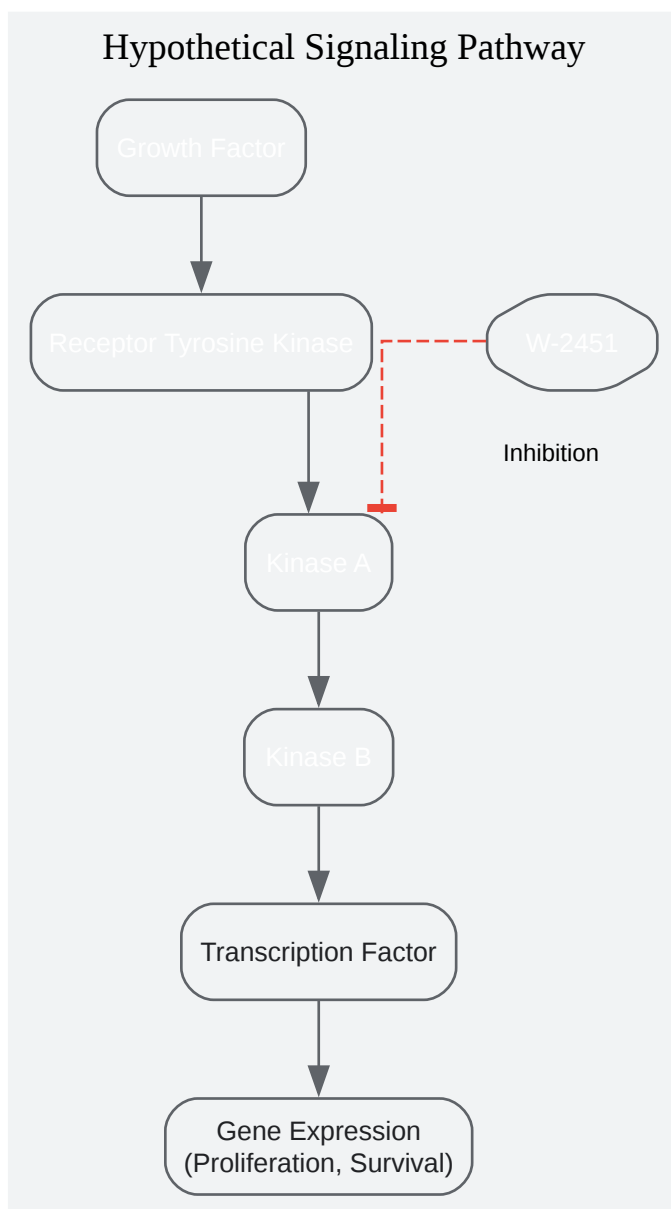 Hypothetical Signaling Pathway
Growth Factor
Receptor Tyrosine Kinase
W-2451
Inhibition
Kinase A
Kinase B
Transcription Factor
Gene Expression
(Proliferation, Survival)